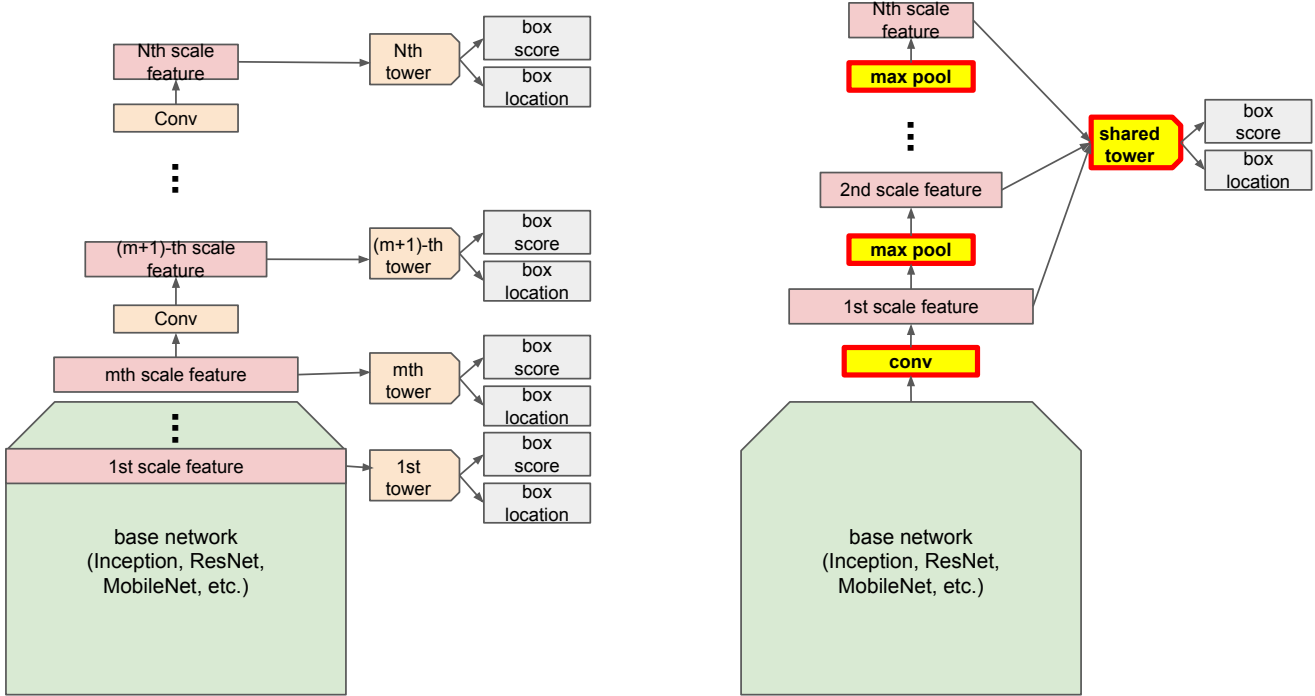 Nth scale
feature
Nth
tower
box
score
box
location
Conv
(m+1)-th scale
feature
(m+1)-th
tower
box
score
box
location
Conv
mth scale feature
mth
tower
box
score
box
location
1st scale feature
1st
tower
box
score
box
location
base network
(Inception, ResNet,
MobileNet, etc.)
Nth scale
feature
max pool
shared
tower
box
score
box
location
2nd scale feature
max pool
1st scale feature
conv
base network
(Inception, ResNet,
MobileNet, etc.)